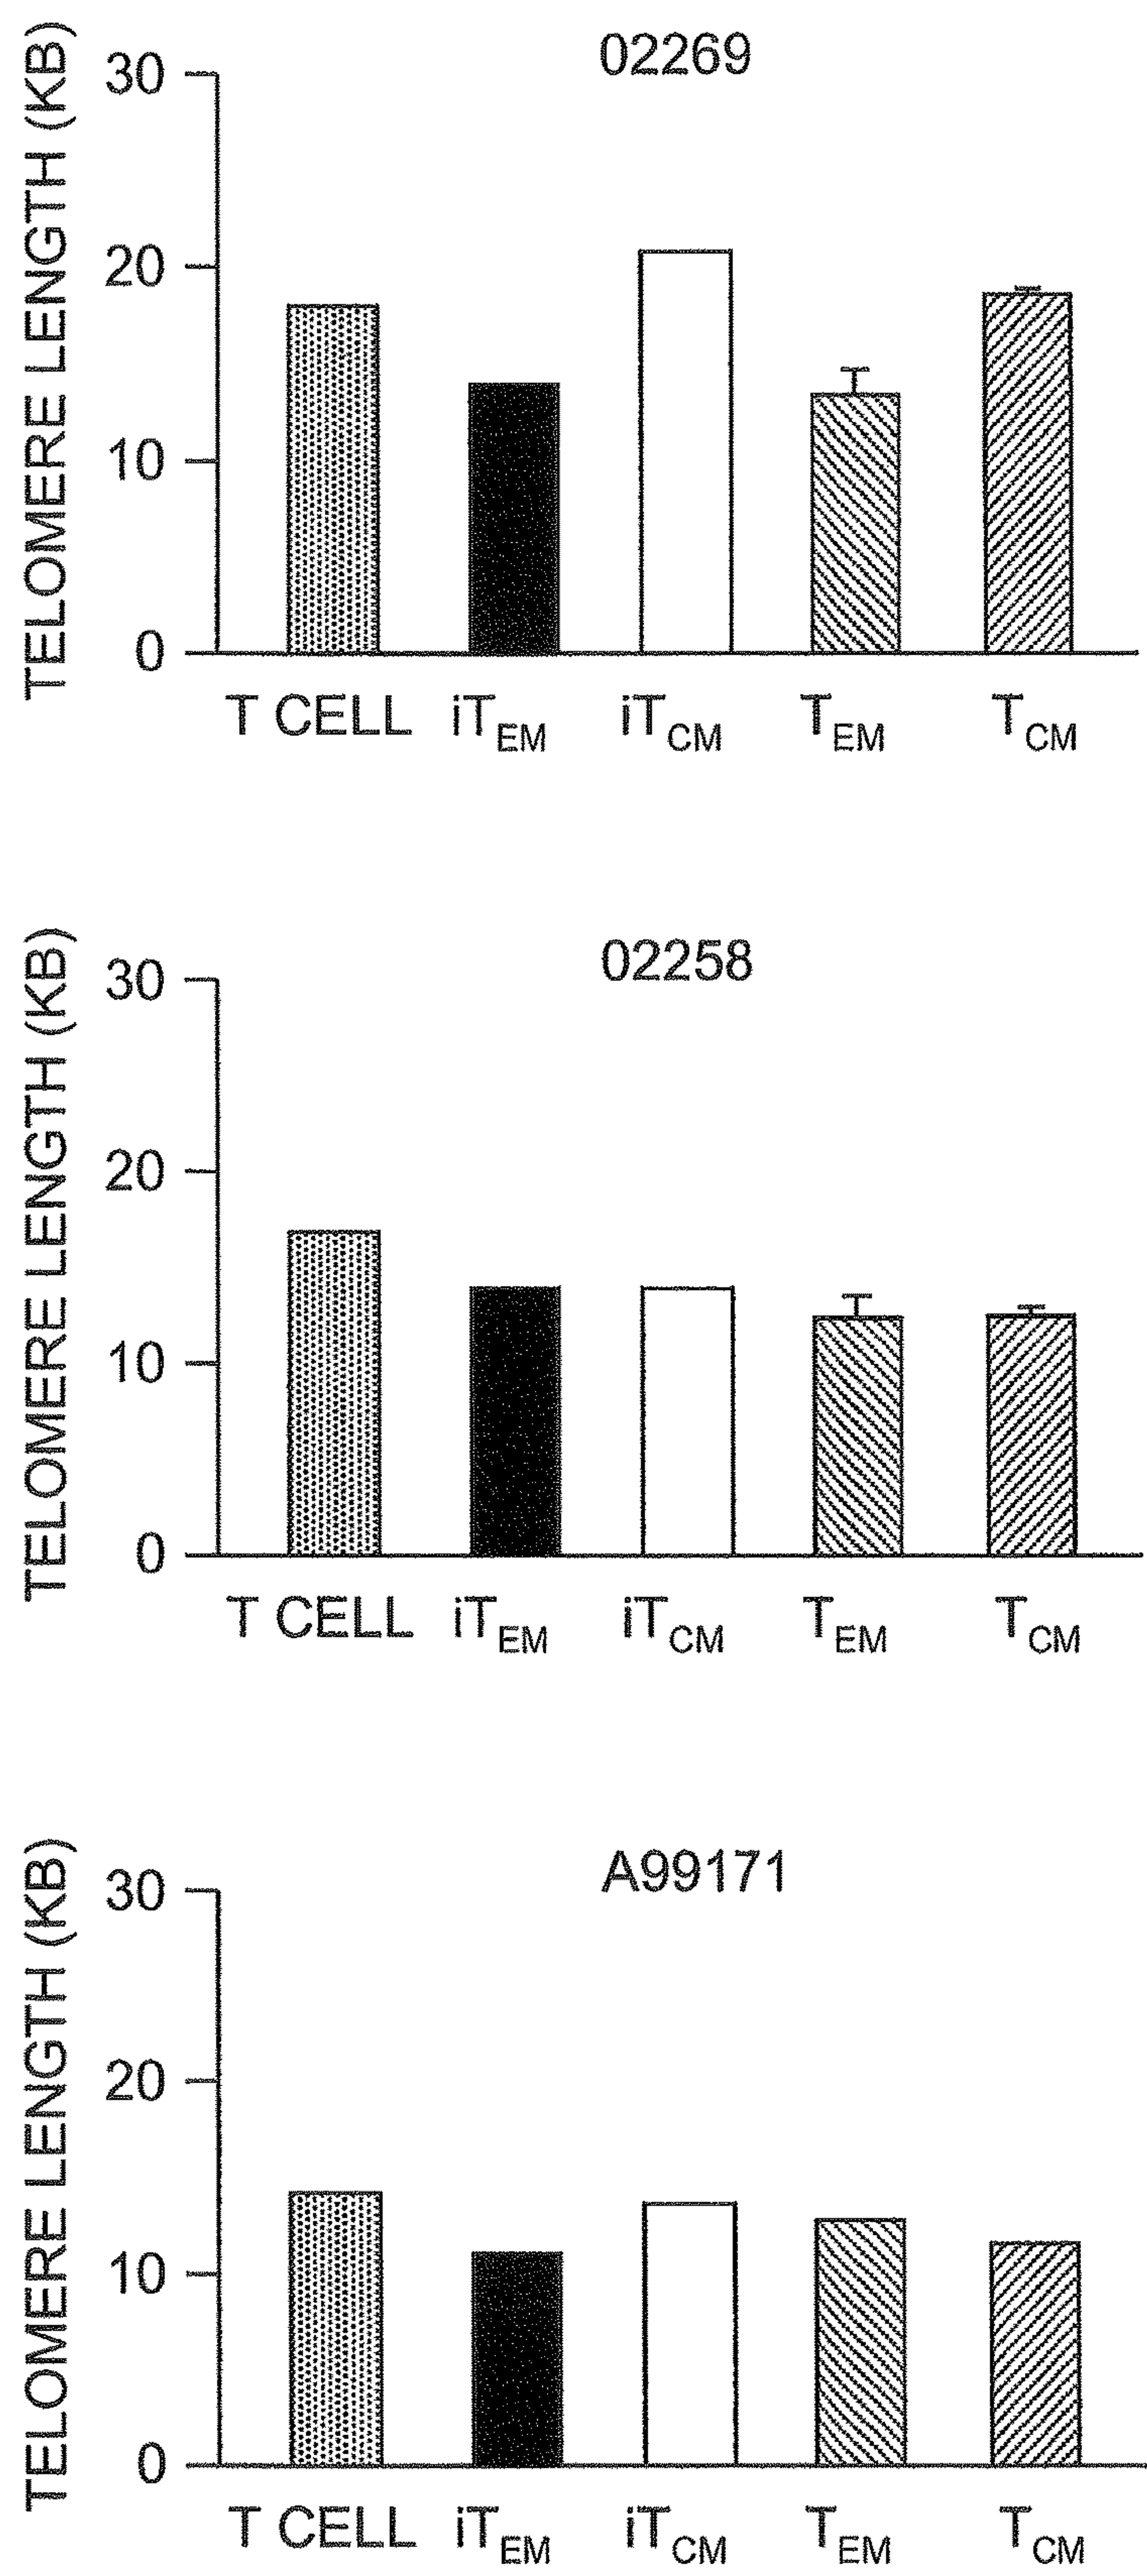 02269
TELOMERE LENGTH (KB)
30
20
10
0
T CELL iTEM iTCM TEM TCM
02258
TELOMERE LENGTH (KB)
30
20
10
0
T CELL iTEM iTCM TEM TCM
A99171
TELOMERE LENGTH (KB)
30
20
10
0
T CELL iTEM iTCM TEM TCM